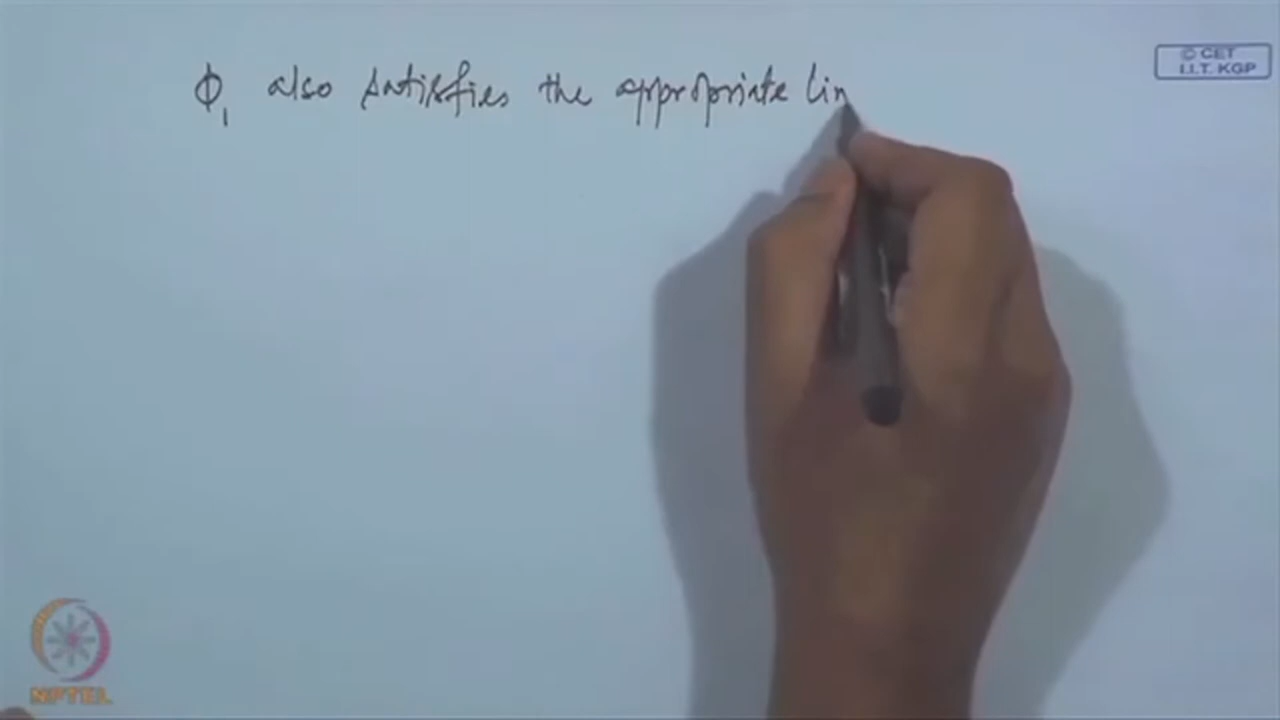 ϕ₁ also satisfies the appropriate lin
© CET
I.I.T. KGP
NPTEL